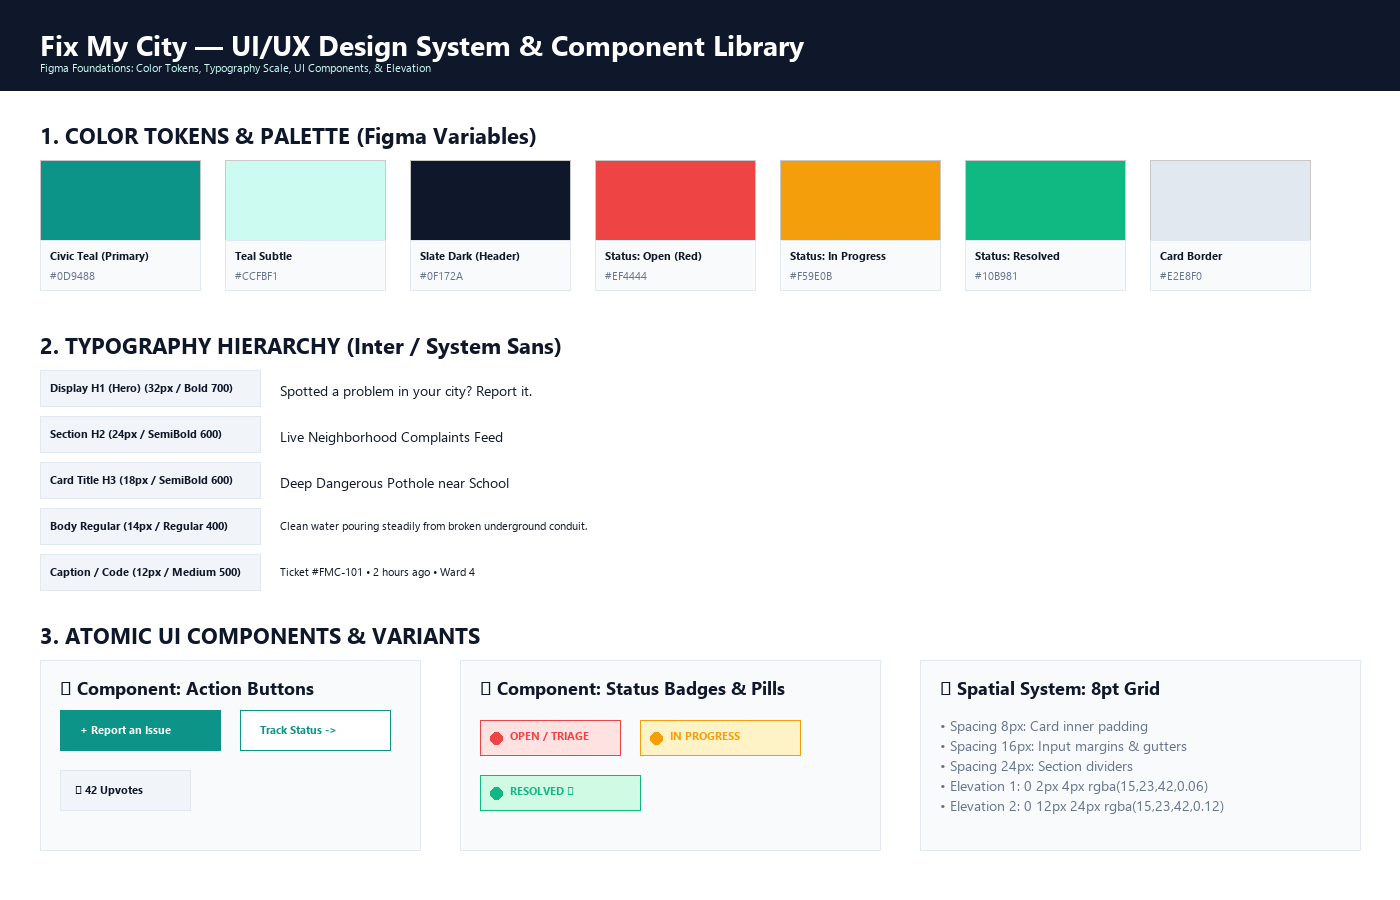 Fix My City — UI/UX Design System & Component Library
Figma Foundations: Color Tokens, Typography Scale, UI Components, & Elevation
1. COLOR TOKENS & PALETTE (Figma Variables)
Civic Teal (Primary)
#0D9488
Teal Subtle
#CCFBF1
Slate Dark (Header)
#0F172A
Status: Open (Red)
#EF4444
Status: In Progress
#F59E0B
Status: Resolved
#10B981
Card Border
#E2E8F0
2. TYPOGRAPHY HIERARCHY (Inter / System Sans)
Display H1 (Hero) (32px / Bold 700)
Spotted a problem in your city? Report it.
Section H2 (24px / SemiBold 600)
Live Neighborhood Complaints Feed
Card Title H3 (18px / SemiBold 600)
Deep Dangerous Pothole near School
Body Regular (14px / Regular 400)
Clean water pouring steadily from broken underground conduit.
Caption / Code (12px / Medium 500)
Ticket #FMC-101 • 2 hours ago • Ward 4
3. ATOMIC UI COMPONENTS & VARIANTS
Component: Action Buttons
+ Report an Issue
Track Status ->
42 Upvotes
Component: Status Badges & Pills
OPEN / TRIAGE
IN PROGRESS
RESOLVED
Spatial System: 8pt Grid
• Spacing 8px: Card inner padding
• Spacing 16px: Input margins & gutters
• Spacing 24px: Section dividers
• Elevation 1: 0 2px 4px rgba(15,23,42,0.06)
• Elevation 2: 0 12px 24px rgba(15,23,42,0.12)